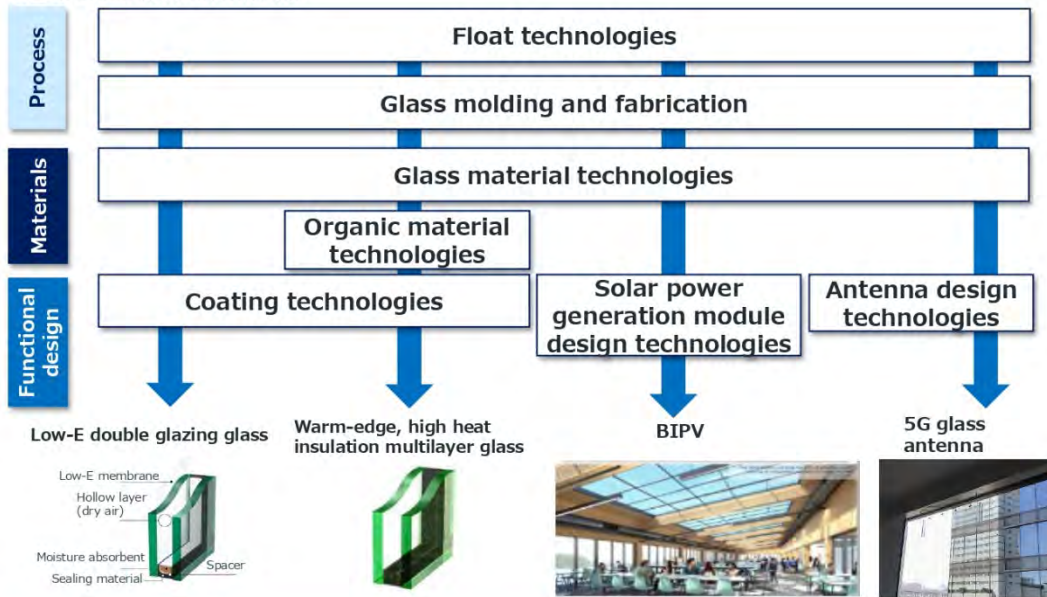 Process
Float technologies
Glass molding and fabrication
Materials
Glass material technologies
Organic material
technologies
Functional
design
Coating technologies
Solar power
generation module
design technologies
Antenna design
technologies
Low-E double glazing glass
Warm-edge, high heat
insulation multilayer glass
BIPV
5G glass
antenna
Low-E membrane
Hollow layer
(dry air)
Moisture absorbent
Sealing material
Spacer